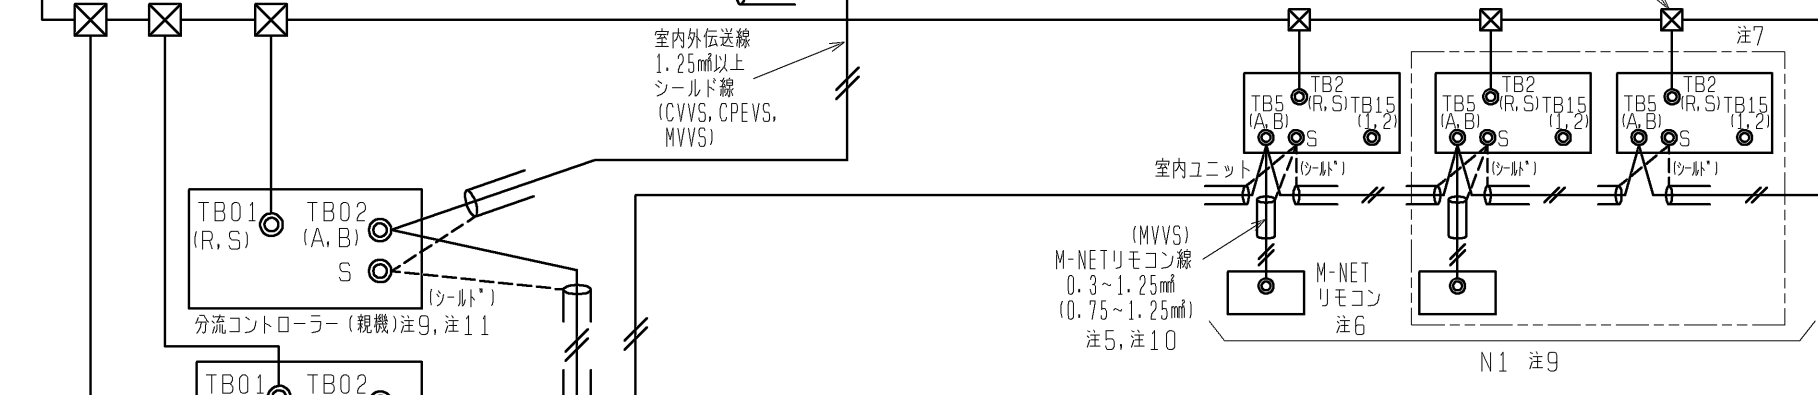 室内外伝送線
1.25m㎡以上
シールド線
(CVVS, CPEVS,
MVVS)
注7
TB2
(R, S)
TB5
(A, B)
S
TB15
(1, 2)
TB2
(R, S)
TB5
(A, B)
S
TB15
(1, 2)
TB2
(R, S)
TB5
(A, B)
S
TB15
(1, 2)
室内ユニット
(シールド)
(シールド)
(シールド)
TB01
(R, S)
TB02
(A, B)
S
(シールド)
分流コントローラー (親機)注9, 注11
(MVVS)
M-NETリモコン線
0.3~1.25m㎡
(0.75~1.25m㎡)
注5, 注10
M-NET
リモコン
注6
N1 注9
TB01
TB02